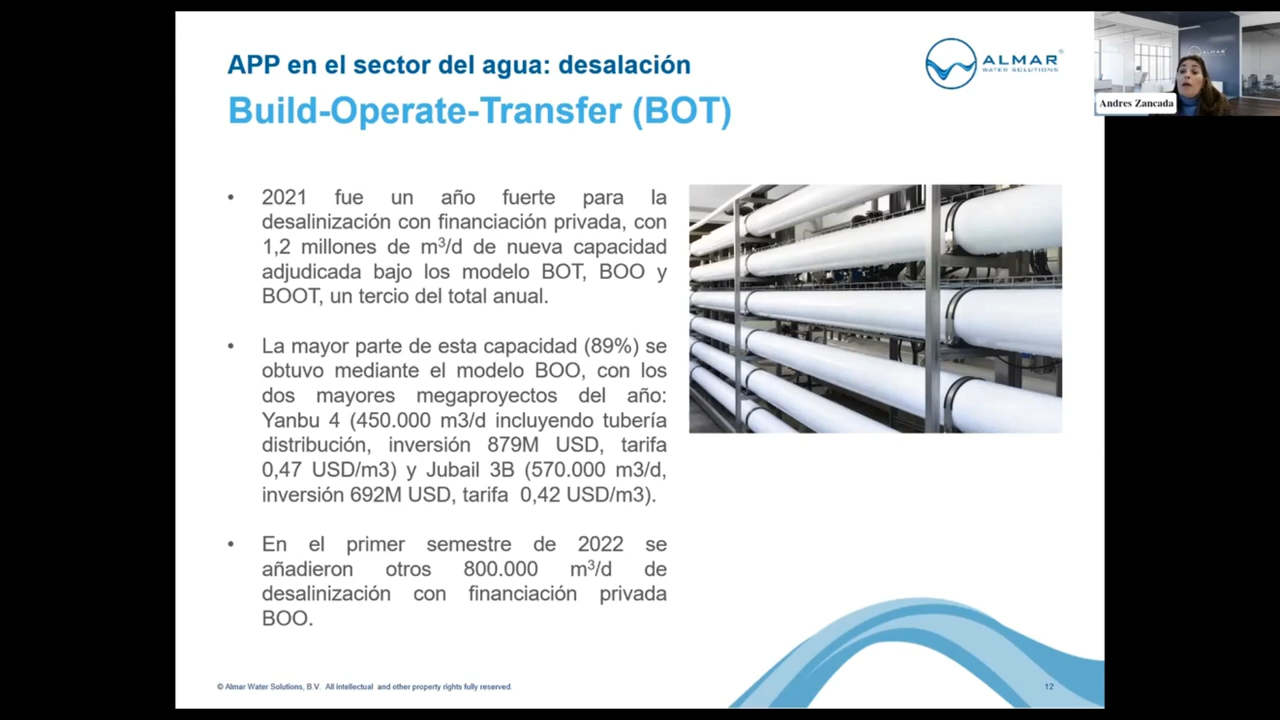 APP en el sector del agua: desalación
Build-Operate-Transfer (BOT)
ALMAR
WATER SOLUTIONS
ALMAR
Andres Zancada
• 2021 fue un año fuerte para la
desalinización con financiación privada, con
1,2 millones de m³/d de nueva capacidad
adjudicada bajo los modelo BOT, BOO y
BOOT, un tercio del total anual.
• La mayor parte de esta capacidad (89%) se
obtuvo mediante el modelo BOO, con los
dos mayores megaproyectos del año:
Yanbu 4 (450.000 m3/d incluyendo tubería
distribución, inversión 879M USD, tarifa
0,47 USD/m3) y Jubail 3B (570.000 m3/d,
inversión 692M USD, tarifa 0,42 USD/m3).
• En el primer semestre de 2022 se
añadieron otros 800.000 m³/d de
desalinización con financiación privada
BOO.
© Almar Water Solutions, B.V. All intellectual and other property rights fully reserved.
12